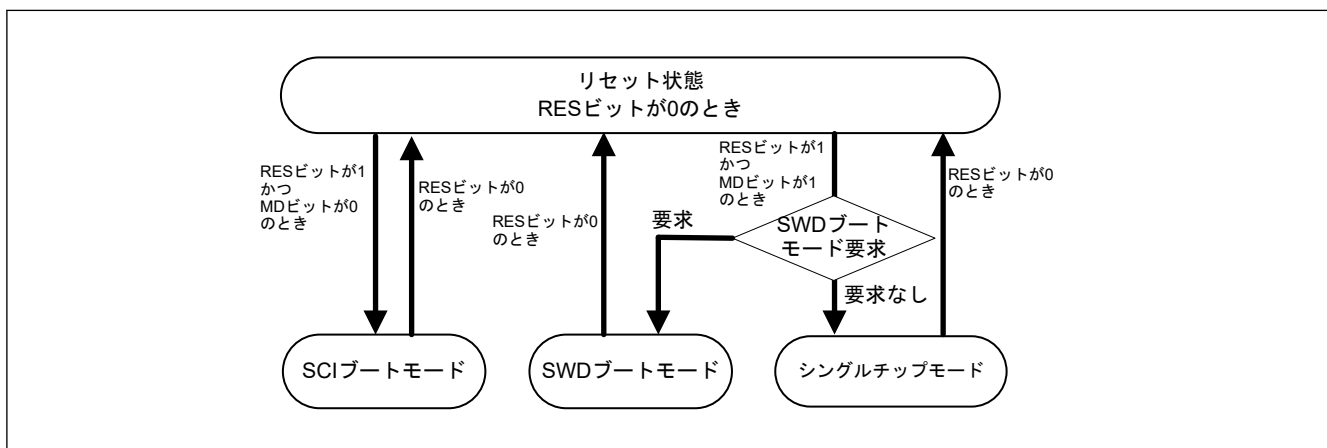 リセット状態
RESビットが0のとき
RESビットが1
かつ
MDビットが0
のとき
RESビットが0
のとき
RESビットが0
のとき
RESビットが1
かつ
MDビットが1
のとき
RESビットが0
のとき
要求
SWDブート
モード要求
要求なし
SCIブートモード
SWDブートモード
シングルチップモード